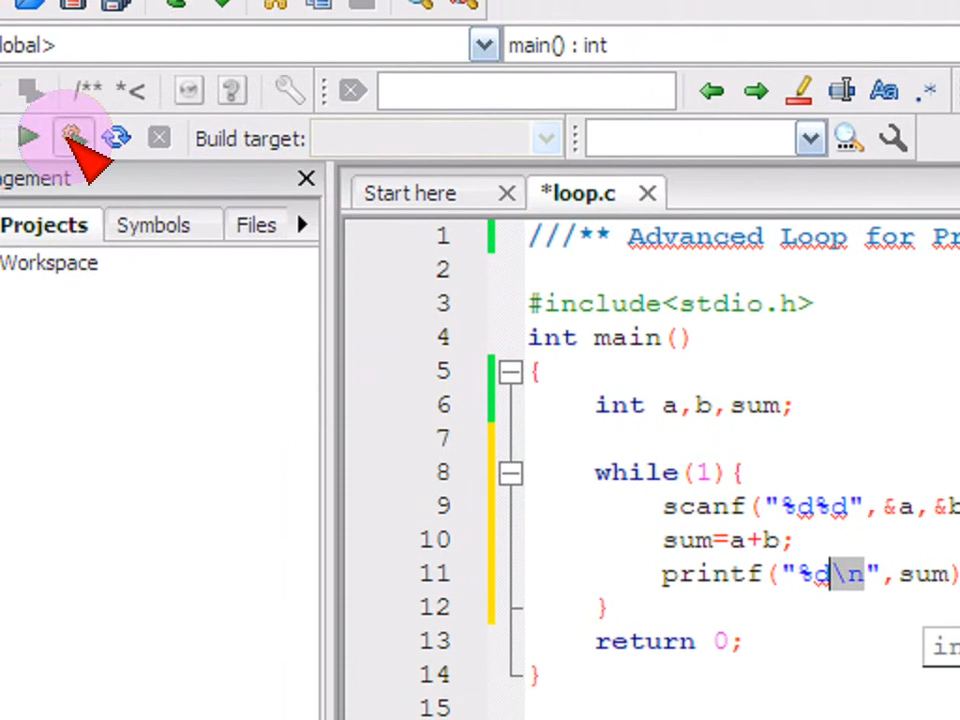 lobal>
main() : int
/** *<
Aa .*
Build target:
agement
Projects Symbols Files
Workspace
Start here
*loop.c
1 ///** Advanced Loop for Pr
2
3 #include<stdio.h>
4 int main()
5 {
6 int a,b,sum;
7
8 while(1){
9 scanf("%d%d",&a,&b
10 sum=a+b;
11 printf("%d\n",sum)
12 }
13 return 0;
14 }
15
in